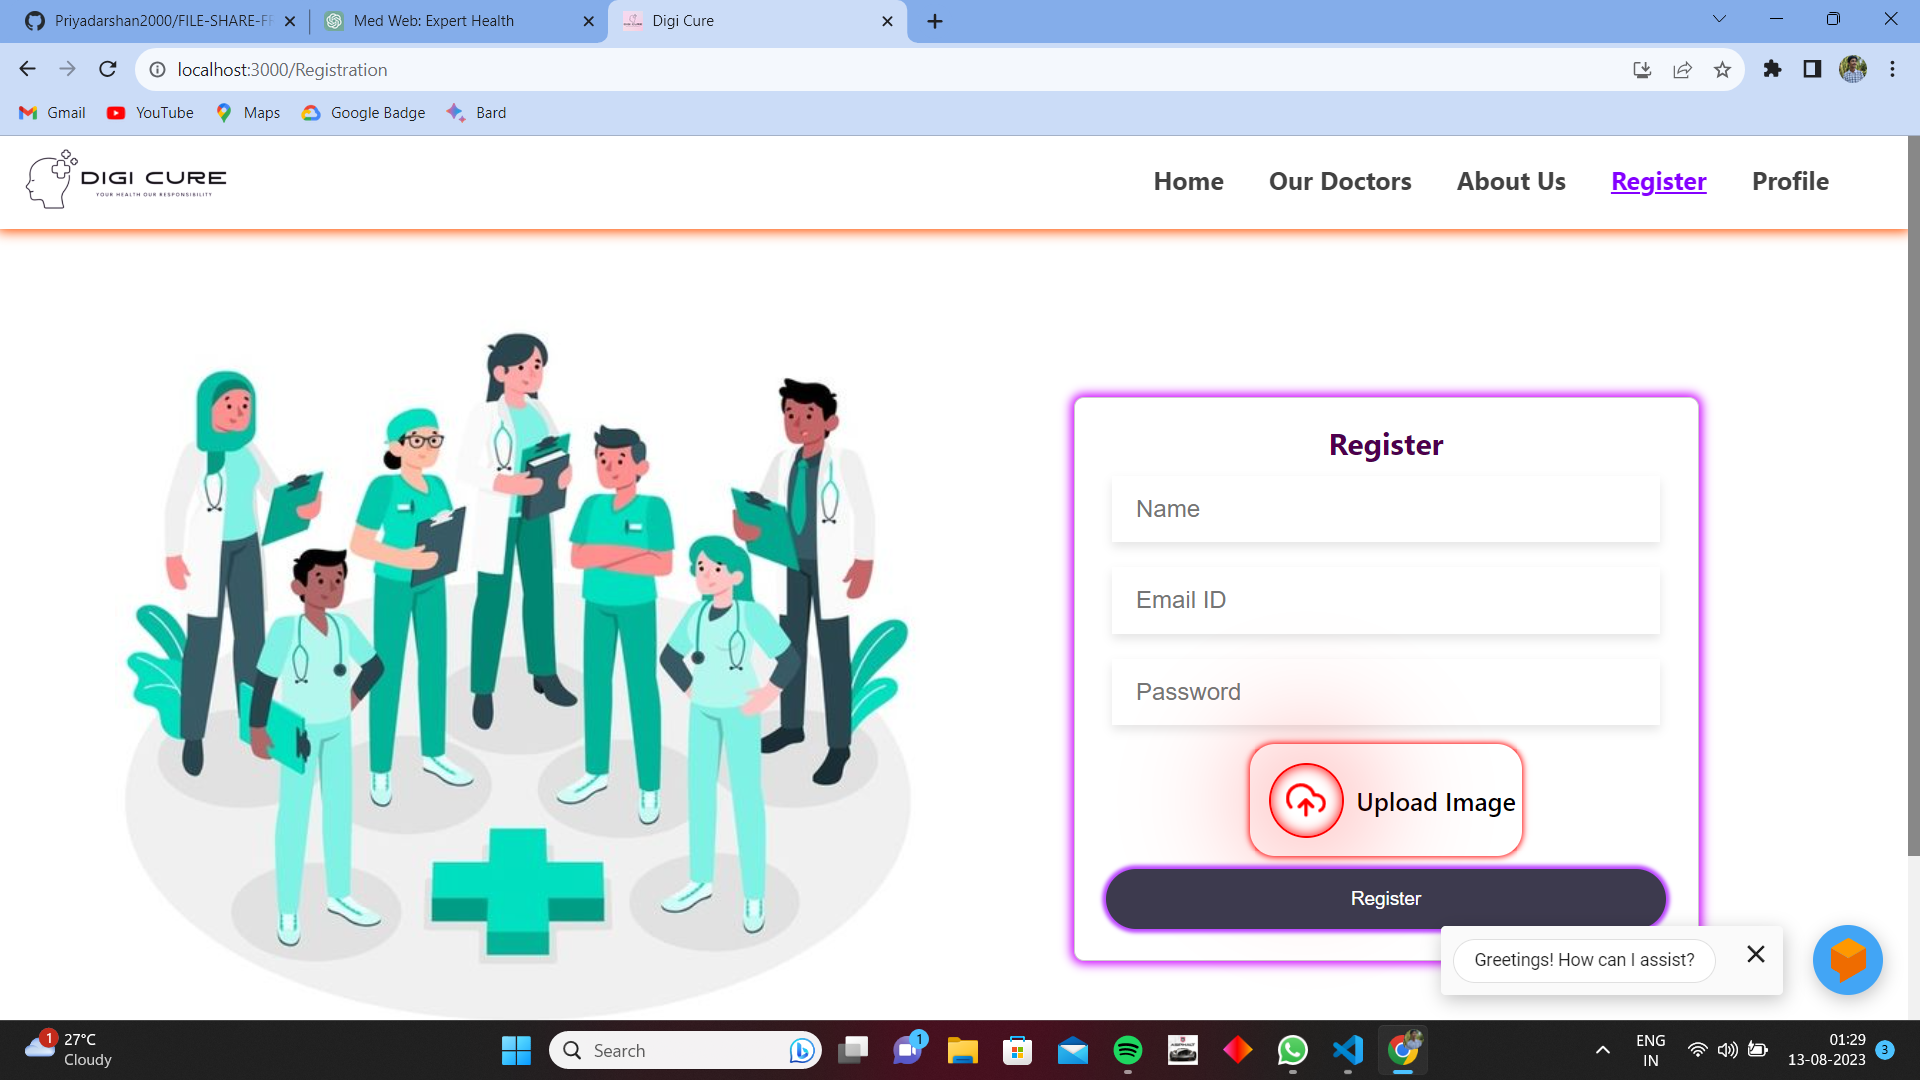 Priyadarshan2000/FILE-SHARE-FR
Med Web: Expert Health
Digi Cure
localhost:3000/Registration
Gmail
YouTube
Maps
Google Badge
Bard
DIGI CURE
YOUR HEALTH OUR RESPONSIBILITY
Home
Our Doctors
About Us
Register
Profile
Register
Name
Email ID
Password
Upload Image
Register
Greetings! How can I assist?
1
27°C
Cloudy
Search
1
ENG
IN
01:29
13-08-2023
3